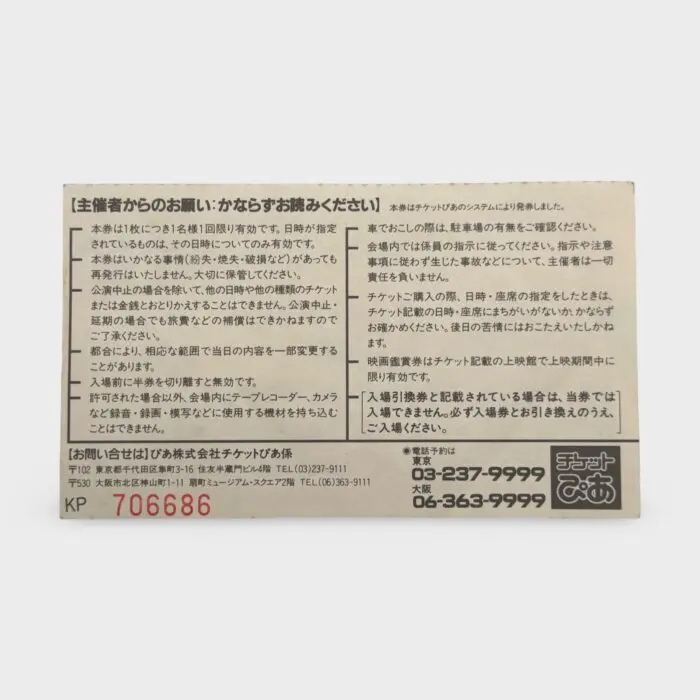 【主催者からのお願い:かならずお読みください】 本券はチケットぴあのシステムにより発券しました。
本券は1枚につき1名様1回限り有効です。日時が指定
されているものは、その日時についてのみ有効です。
本券はいかなる事情(紛失・焼失・破損など)があっても
再発行はいたしません。大切に保管してください。
公演中止の場合を除いて、他の日時や他の種類のチケット
または金銭とおとりかえすることはできません。公演中止・
延期の場合でも旅費などの補償はできかねますので
ご了承ください。
都合により、相応な範囲で当日の内容を一部変更する
ことがあります。
入場前に半券を切り離すと無効です。
許可された場合以外、会場内にテープレコーダー、カメラ
など録音・録画・模写などに使用する機材を持ち込む
ことはできません。
車でおこしの際は、駐車場の有無をご確認ください。
会場内では係員の指示に従ってください。指示や注意
事項に従わず生じた事故などについて、主催者は一切
責任を負いません。
チケットご購入の際、日時・座席の指定をしたときは、
チケット記載の日時・座席にまちがいがないか、かならず
お確かめください。後日の苦情にはおこたえいたしかね
ます。
映画鑑賞券はチケット記載の上映館で上映期間中に
限り有効です。
[入場引換券と記載されている場合は、当券では
入場できません。必ず入場券とお引き換えのうえ、
ご入場ください。]
【お問い合せは】ぴあ株式会社チケットぴあ係
〒102 東京都千代田区隼町3-16 住友半蔵門ビル4階 TEL(03)237-9111
〒530 大阪市北区神山町1-11 扇町ミュージアム・スクエア2階 TEL(06)363-9111
KP 706686
◉電話予約は
東京
03-237-9999
大阪
06-363-9999
チケット
ぴあ